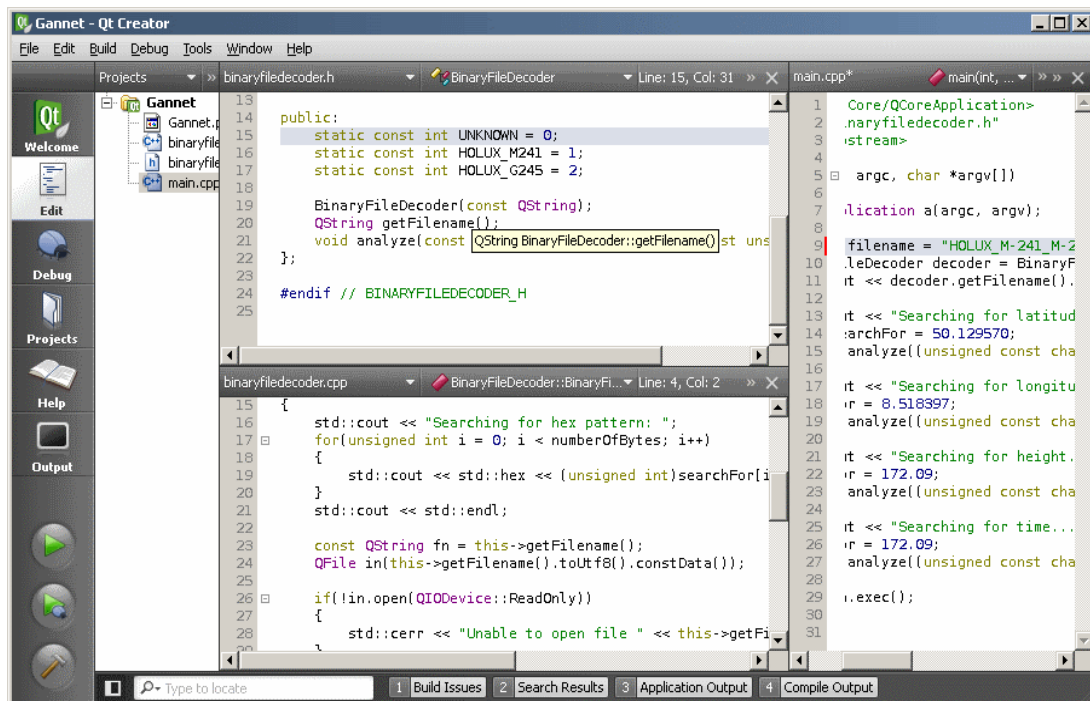 Gannet - Qt Creator
File Edit Build Debug Tools Window Help
Welcome
Edit
Debug
Projects
Help
Output
Projects
Gannet
Gannet.p
binaryfile
binaryfile
main.cpp
binaryfiledecoder.h BinaryFileDecoder Line: 15, Col: 31
13
14 public:
15 static const int UNKNOWN = 0;
16 static const int HOLUX_M241 = 1;
17 static const int HOLUX_G245 = 2;
18
19 BinaryFileDecoder(const QString);
20 QString getFilename();
21 void analyze(const QString BinaryFileDecoder::getFilename() st uns
22 };
23
24 #endif // BINARYFILEDECODER_H
25
binaryfiledecoder.cpp BinaryFileDecoder::BinaryFi... Line: 4, Col: 2
15 {
16 std::cout << "Searching for hex pattern: ";
17 for(unsigned int i = 0; i < numberOfBytes; i++)
18 {
19 std::cout << std::hex << (unsigned int)searchFor[i
20 }
21 std::cout << std::endl;
22
23 const QString fn = this->getFilename();
24 QFile in(this->getFilename().toUtf8().constData());
25
26 if(!in.open(QIODevice::ReadOnly))
27 {
28 std::cerr << "Unable to open file " << this->getFi
main.cpp* main(int, ...
1 Core/QCoreApplication>
2 .naryfiledecoder.h"
3 stream>
4
5 argc, char *argv[])
6
7 lication a(argc, argv);
8
9 filename = "HOLUX_M-241_M-2
10 leDecoder decoder = BinaryF
11 t << decoder.getFilename().
12
13 t << "Searching for latitud
14 earchFor = 50.129570;
15 analyze((unsigned const cha
16
17 t << "Searching for longitu
18 r = 8.518397;
19 analyze((unsigned const cha
20
21 t << "Searching for height.
22 r = 172.09;
23 analyze((unsigned const cha
24
25 t << "Searching for time...
26 r = 172.09;
27 analyze((unsigned const cha
28
29 .exec();
30
31
Type to locate 1 Build Issues 2 Search Results 3 Application Output 4 Compile Output